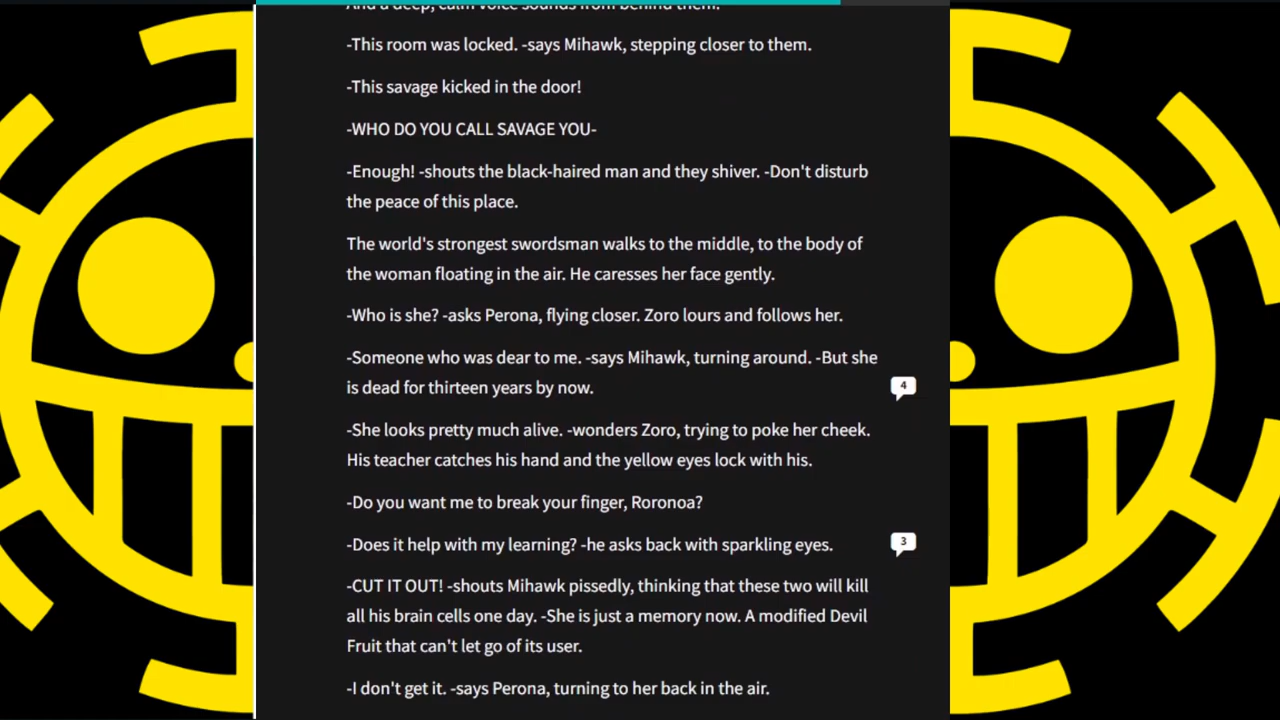 And a deep, calm voice sounds from behind them.
-This room was locked. -says Mihawk, stepping closer to them.
-This savage kicked in the door!
-WHO DO YOU CALL SAVAGE YOU-
-Enough! -shouts the black-haired man and they shiver. -Don't disturb
the peace of this place.
The world's strongest swordsman walks to the middle, to the body of
the woman floating in the air. He caresses her face gently.
-Who is she? -asks Perona, flying closer. Zoro lours and follows her.
-Someone who was dear to me. -says Mihawk, turning around. -But she
is dead for thirteen years by now.
4
-She looks pretty much alive. -wonders Zoro, trying to poke her cheek.
His teacher catches his hand and the yellow eyes lock with his.
-Do you want me to break your finger, Roronoa?
-Does it help with my learning? -he asks back with sparkling eyes.
3
-CUT IT OUT! -shouts Mihawk pissedly, thinking that these two will kill
all his brain cells one day. -She is just a memory now. A modified Devil
Fruit that can't let go of its user.
-I don't get it. -says Perona, turning to her back in the air.